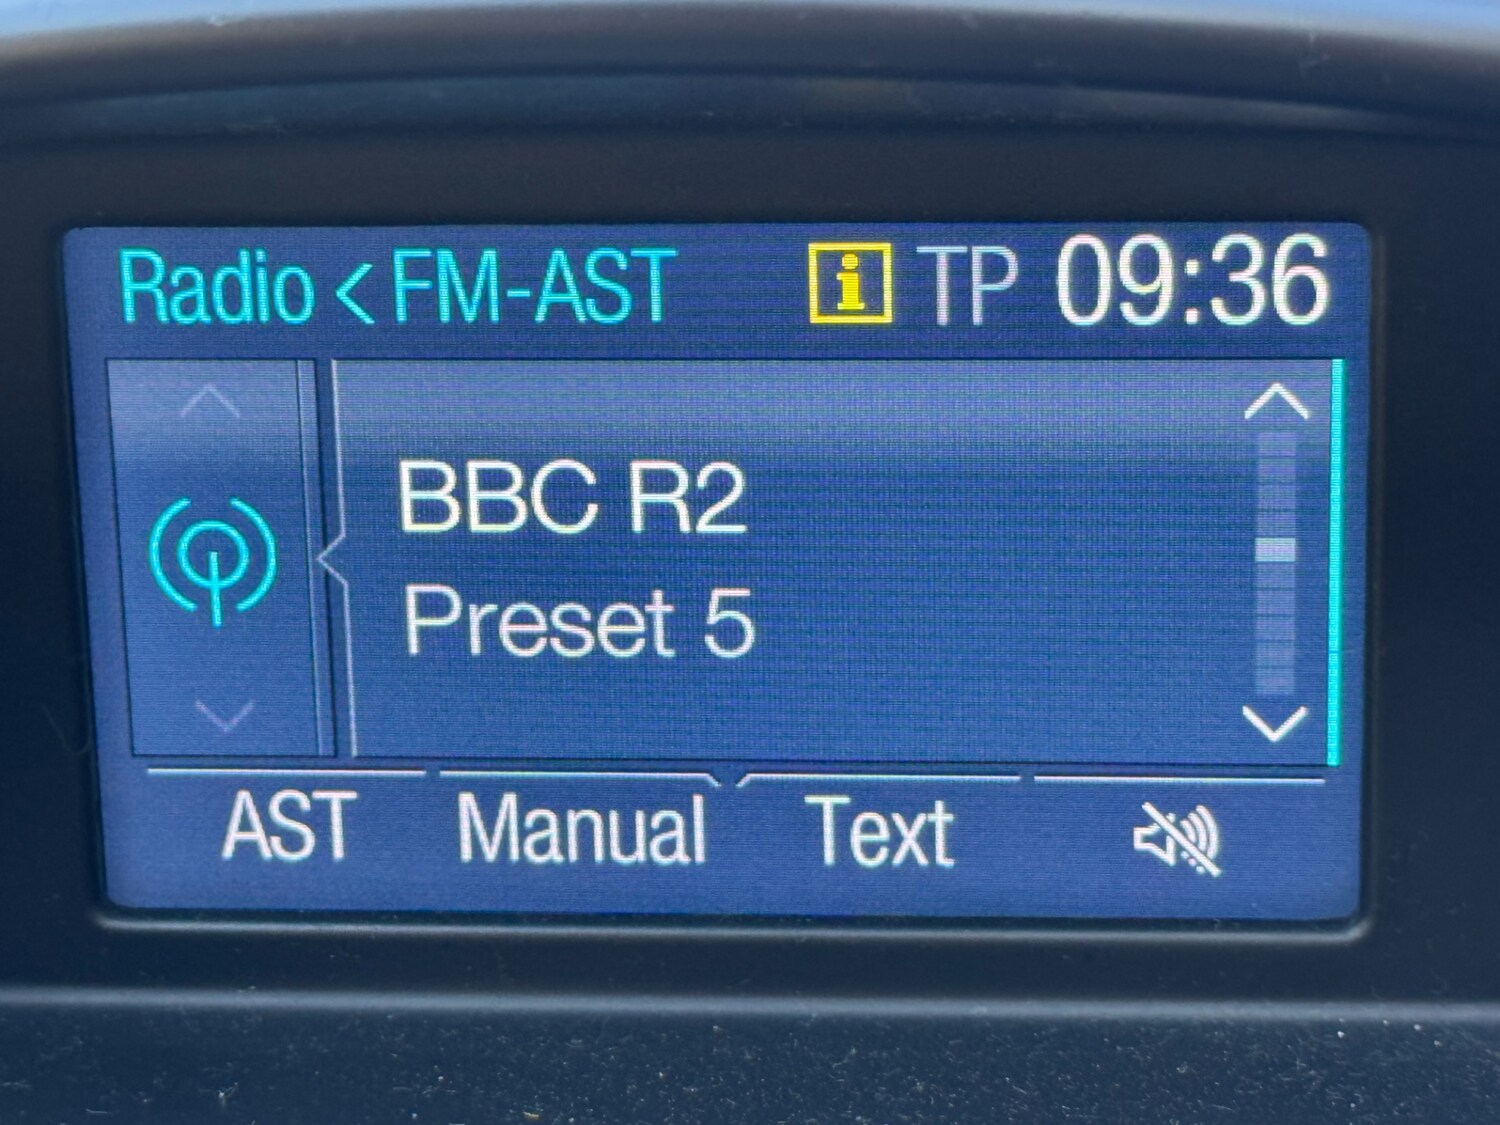 Radio < FM-AST i TP 09:36
BBC R2
Preset 5
AST Manual Text